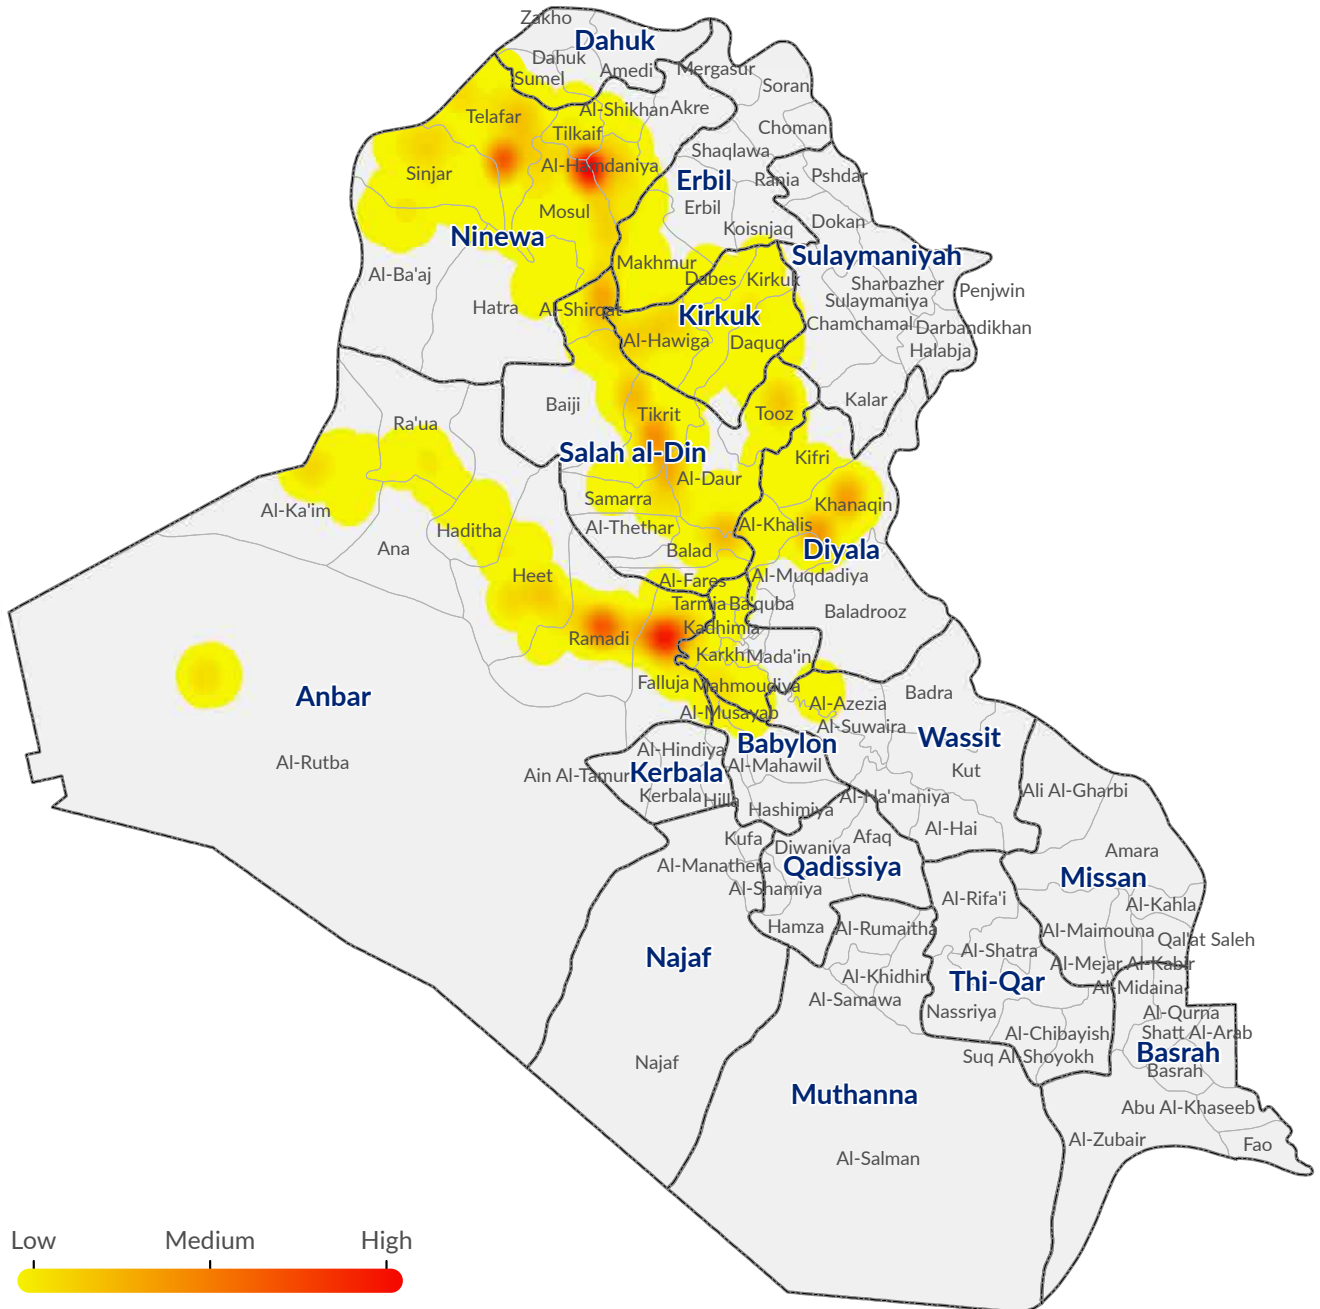 Zakho
Dahuk
Dahuk
Amedi
Mergasur
Sumel
Soran
Al-Shikhan
Akre
Telafar
Choman
Tilkaif
Shaqlawa
Al-Hamdaniya
Sinjar
Erbil
Rania
Pshdar
Erbil
Mosul
Dokan
Koisnjaq
Ninewa
Sulaymaniyah
Makhmur
Al-Ba'aj
Dabes
Kirkuk
Sharbazher
Penjwin
Sulaymaniya
Hatra
Al-Shirqat
Kirkuk
Chamchamal
Darbandikhan
Al-Hawiga
Daquq
Halabja
Baiji
Kalar
Tikrit
Tooz
Ra'ua
Salah al-Din
Kifri
Al-Daur
Samarra
Khanaqin
Al-Ka'im
Al-Thethar
Al-Khalis
Haditha
Ana
Balad
Diyala
Heet
Al-Fares
Al-Muqdadiya
Tarmia
Ba'quba
Baladrooz
Kadhimia
Ramadi
Karkh
Mada'in
Falluja
Mahmoudiya
Badra
Anbar
Al-Azezia
Al-Musayab
Al-Suwaira
Wassit
Babylon
Al-Hindiya
Al-Rutba
Al-Mahawil
Ain Al-Tamur
Kerbala
Kut
Kerbala
Hilla
Al-Na'maniya
Ali Al-Gharbi
Hashimiya
Al-Hai
Kufa
Afaq
Diwaniya
Amara
Al-Manathera
Qadissiya
Missan
Al-Shamiya
Al-Rifa'i
Al-Kahla
Hamza
Al-Rumaitha
Al-Maimouna
Qal'at Saleh
Al-Shatra
Najaf
Al-Mejar Al-Kabir
Al-Khidhir
Thi-Qar
Al-Midaina
Al-Samawa
Nassriya
Al-Qurna
Al-Chibayish
Shatt Al-Arab
Suq Al-Shoyokh
Basrah
Najaf
Basrah
Muthanna
Abu Al-Khaseeb
Al-Zubair
Fao
Al-Salman
Low
Medium
High